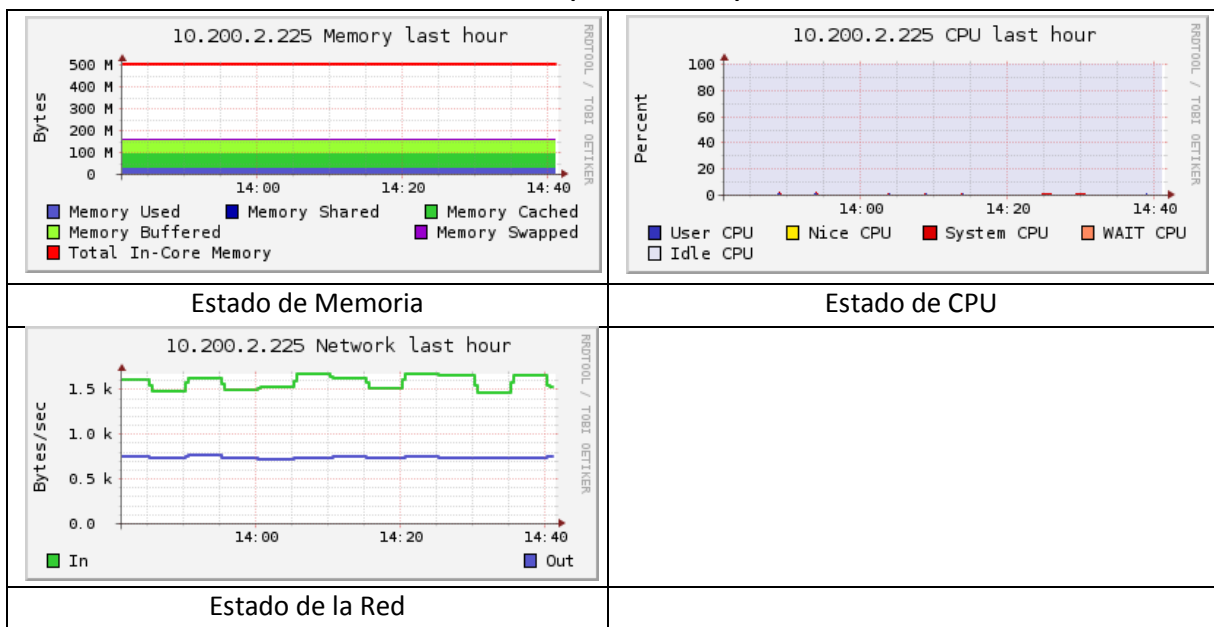 10.200.2.225 Memory last hour
RRDTOOL / TOBI OETIKER
Bytes
500 M
400 M
300 M
200 M
100 M
0
14:00 14:20 14:40
Memory Used Memory Shared Memory Cached
Memory Buffered Memory Swapped
Total In-Core Memory
10.200.2.225 CPU last hour
RRDTOOL / TOBI OETIKER
Percent
100
80
60
40
20
0
14:00 14:20 14:40
User CPU Nice CPU System CPU WAIT CPU
Idle CPU
Estado de Memoria
Estado de CPU
10.200.2.225 Network last hour
RRDTOOL / TOBI OETIKER
Bytes/sec
1.5 k
1.0 k
0.5 k
0.0
14:00 14:20 14:40
In Out
Estado de la Red